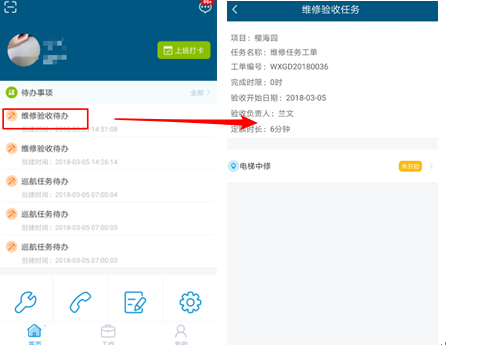 99+
上班打卡
待办事项
全部
维修验收待办
14:51:08
维修验收待办
创建时间：2018-03-05 14:26:14
巡航任务待办
创建时间：2018-03-05 07:00:04
巡航任务待办
创建时间：2018-03-05 07:00:03
巡航任务待办
创建时间：2018-03-05 07:00:03
首页
工作
我的
维修验收任务
项目：樱海园
任务名称：维修任务工单
工单编号：WXGD20180036
完成时限：0时
验收开始日期：2018-03-05
验收负责人：兰文
定额时长：6分钟
电梯中修
未开始